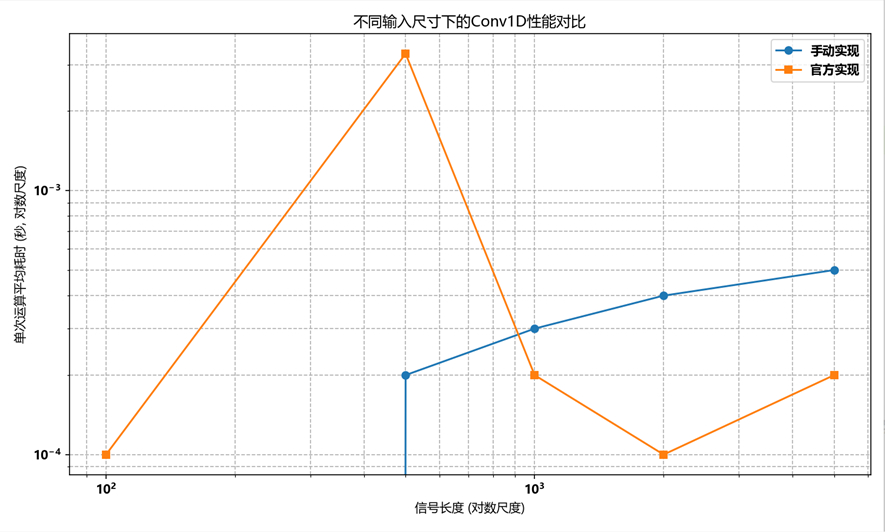 不同输入尺寸下的Conv1D性能对比
手动实现
官方实现
单次运算平均耗时 (秒, 对数尺度)
10⁻³
10⁻⁴
10² 10³
信号长度 (对数尺度)